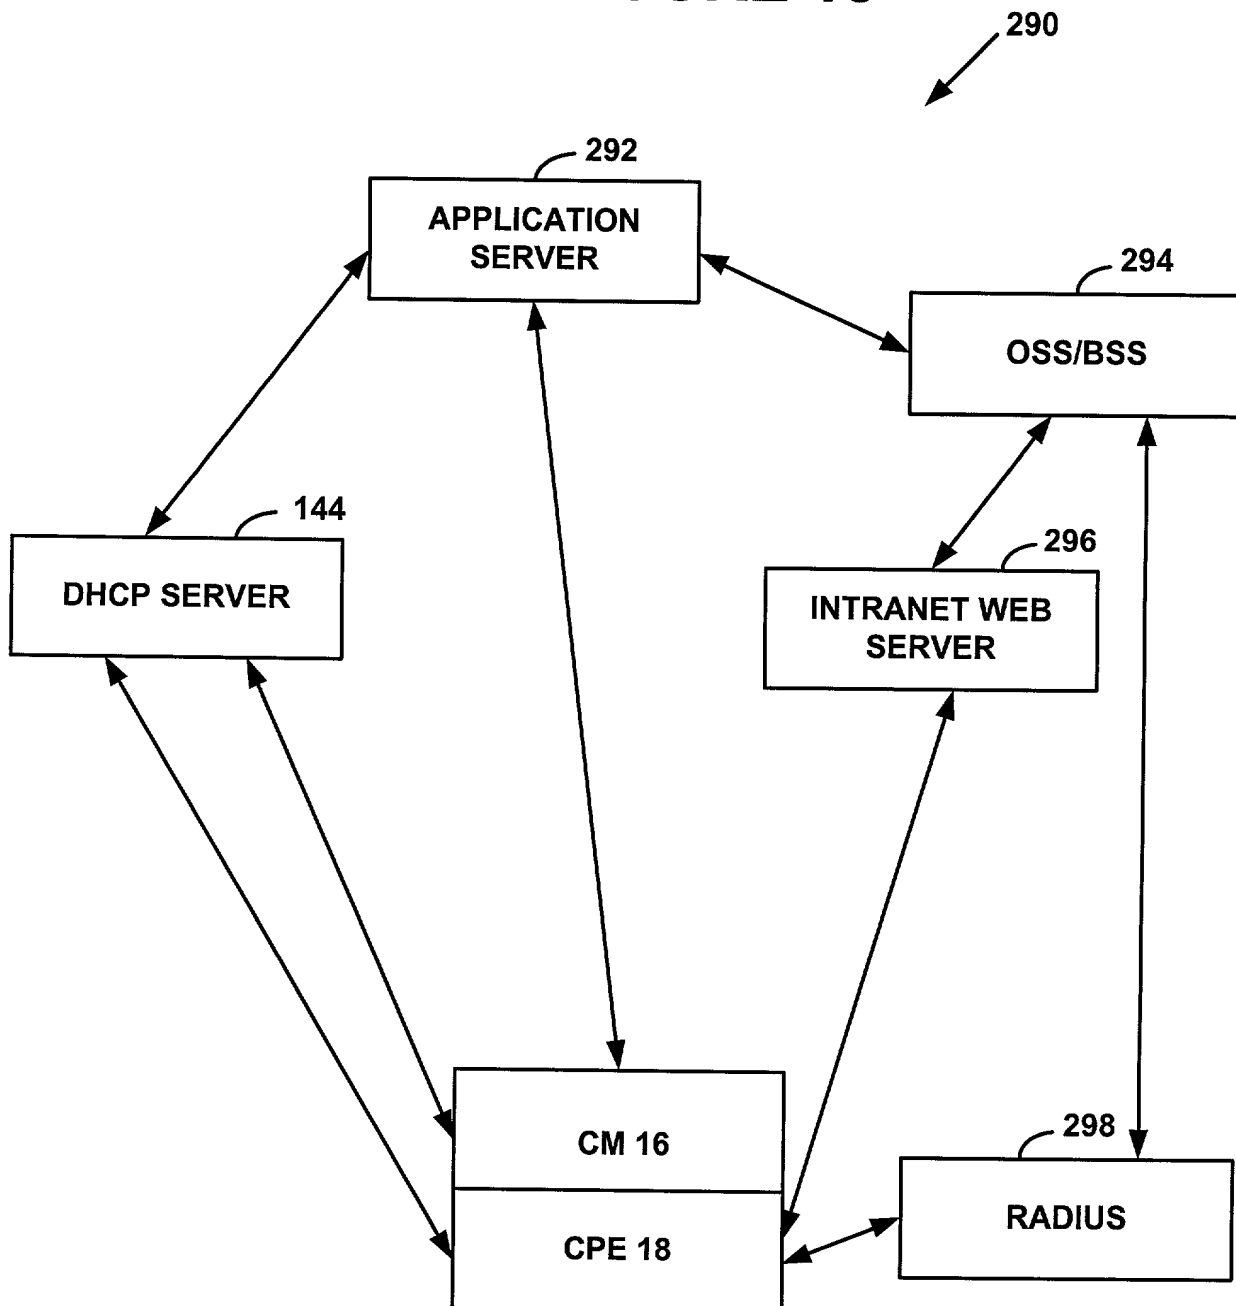 290
292
APPLICATION
SERVER
294
OSS/BSS
144
DHCP SERVER
296
INTRANET WEB
SERVER
CM 16
298
CPE 18
RADIUS